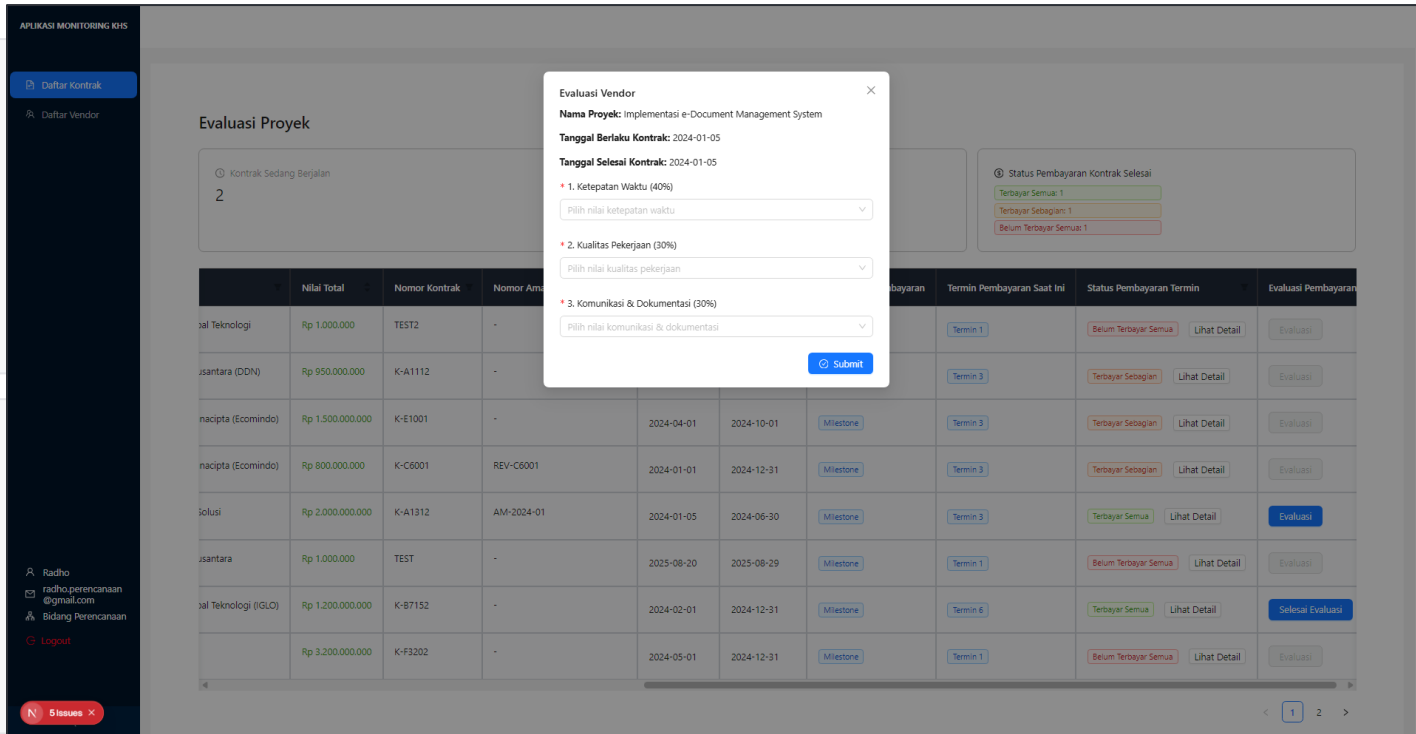 APLIKASI MONITORING KHS
Daftar Kontrak
Daftar Vendor
Evaluasi Proyek
Kontrak Sedang Berjalan
2
Status Pembayaran Kontrak Selesai
Terbayar Semua: 1
Terbayar Sebagian: 1
Belum Terbayar Semua: 1
Evaluasi Vendor
Nama Proyek: Implementasi e-Document Management System
Tanggal Berlaku Kontrak: 2024-01-05
Tanggal Selesai Kontrak: 2024-01-05
* 1. Ketepatan Waktu (40%)
Pilih nilai ketepatan waktu
* 2. Kualitas Pekerjaan (30%)
Pilih nilai kualitas pekerjaan
* 3. Komunikasi & Dokumentasi (30%)
Pilih nilai komunikasi & dokumentasi
Submit
Nilai Total Nomor Kontrak Nomor Ama bayaran Termin Pembayaran Saat Ini Status Pembayaran Termin Evaluasi Pembayaran
bal Teknologi Rp 1.000.000 TEST2 - Termin 1 Belum Terbayar Semua Lihat Detail Evaluasi
usantara (DDN) Rp 950.000.000 K-A1112 - Termin 3 Terbayar Sebagian Lihat Detail Evaluasi
nacipta (Ecomindo) Rp 1.500.000.000 K-E1001 - 2024-04-01 2024-10-01 Milestone Termin 3 Terbayar Sebagian Lihat Detail Evaluasi
nacipta (Ecomindo) Rp 800.000.000 K-C6001 REV-C6001 2024-01-01 2024-12-31 Milestone Termin 3 Terbayar Sebagian Lihat Detail Evaluasi
Solusi Rp 2.000.000.000 K-A1312 AM-2024-01 2024-01-05 2024-06-30 Milestone Termin 3 Terbayar Semua Lihat Detail Evaluasi
usantara Rp 1.000.000 TEST - 2025-08-20 2025-08-29 Milestone Termin 1 Belum Terbayar Semua Lihat Detail Evaluasi
bal Teknologi (IGLO) Rp 1.200.000.000 K-B7152 - 2024-02-01 2024-12-31 Milestone Termin 6 Terbayar Semua Lihat Detail Selesai Evaluasi
Rp 3.200.000.000 K-F3202 - 2024-05-01 2024-12-31 Milestone Termin 1 Belum Terbayar Semua Lihat Detail Evaluasi
< 1 2 >
Radho
radho.perencanaan
@gmail.com
Bidang Perencanaan
Logout
N 5 Issues ×